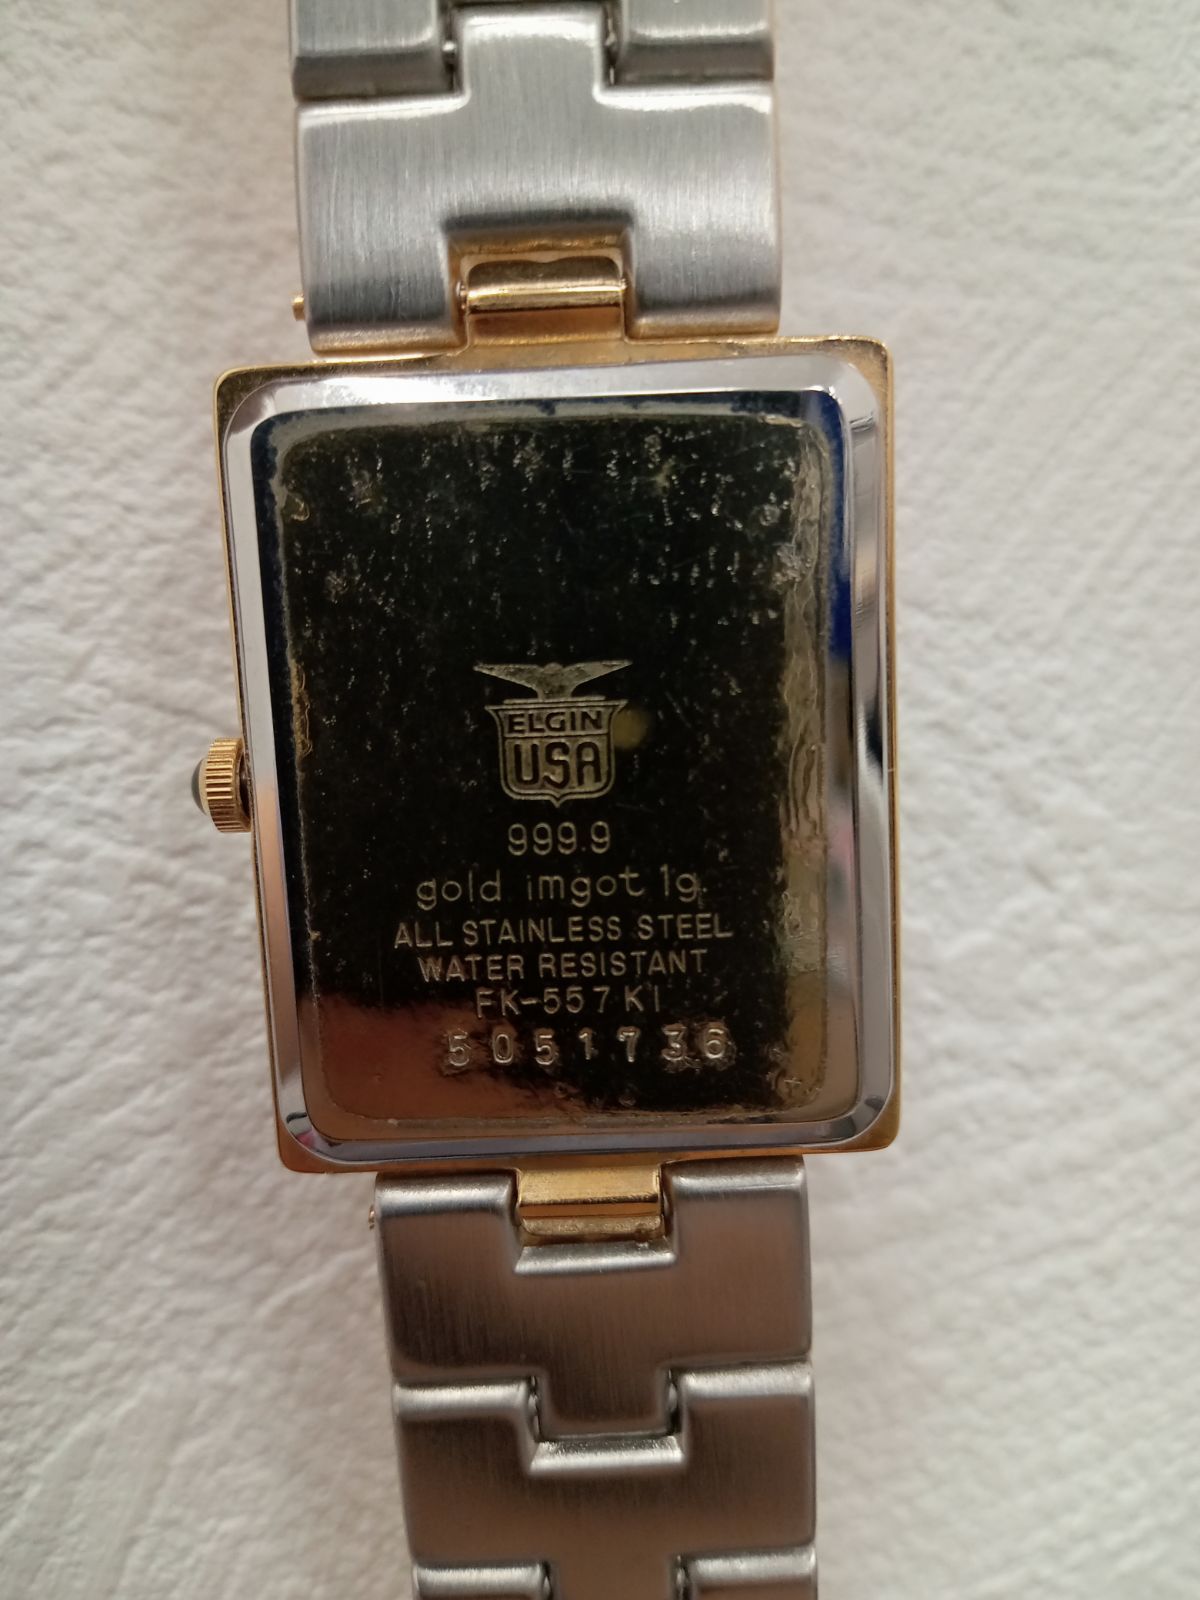 ELGIN
USA
999.9
gold imgot 1g
ALL STAINLESS STEEL
WATER RESISTANT
FK-557 KI
5051736